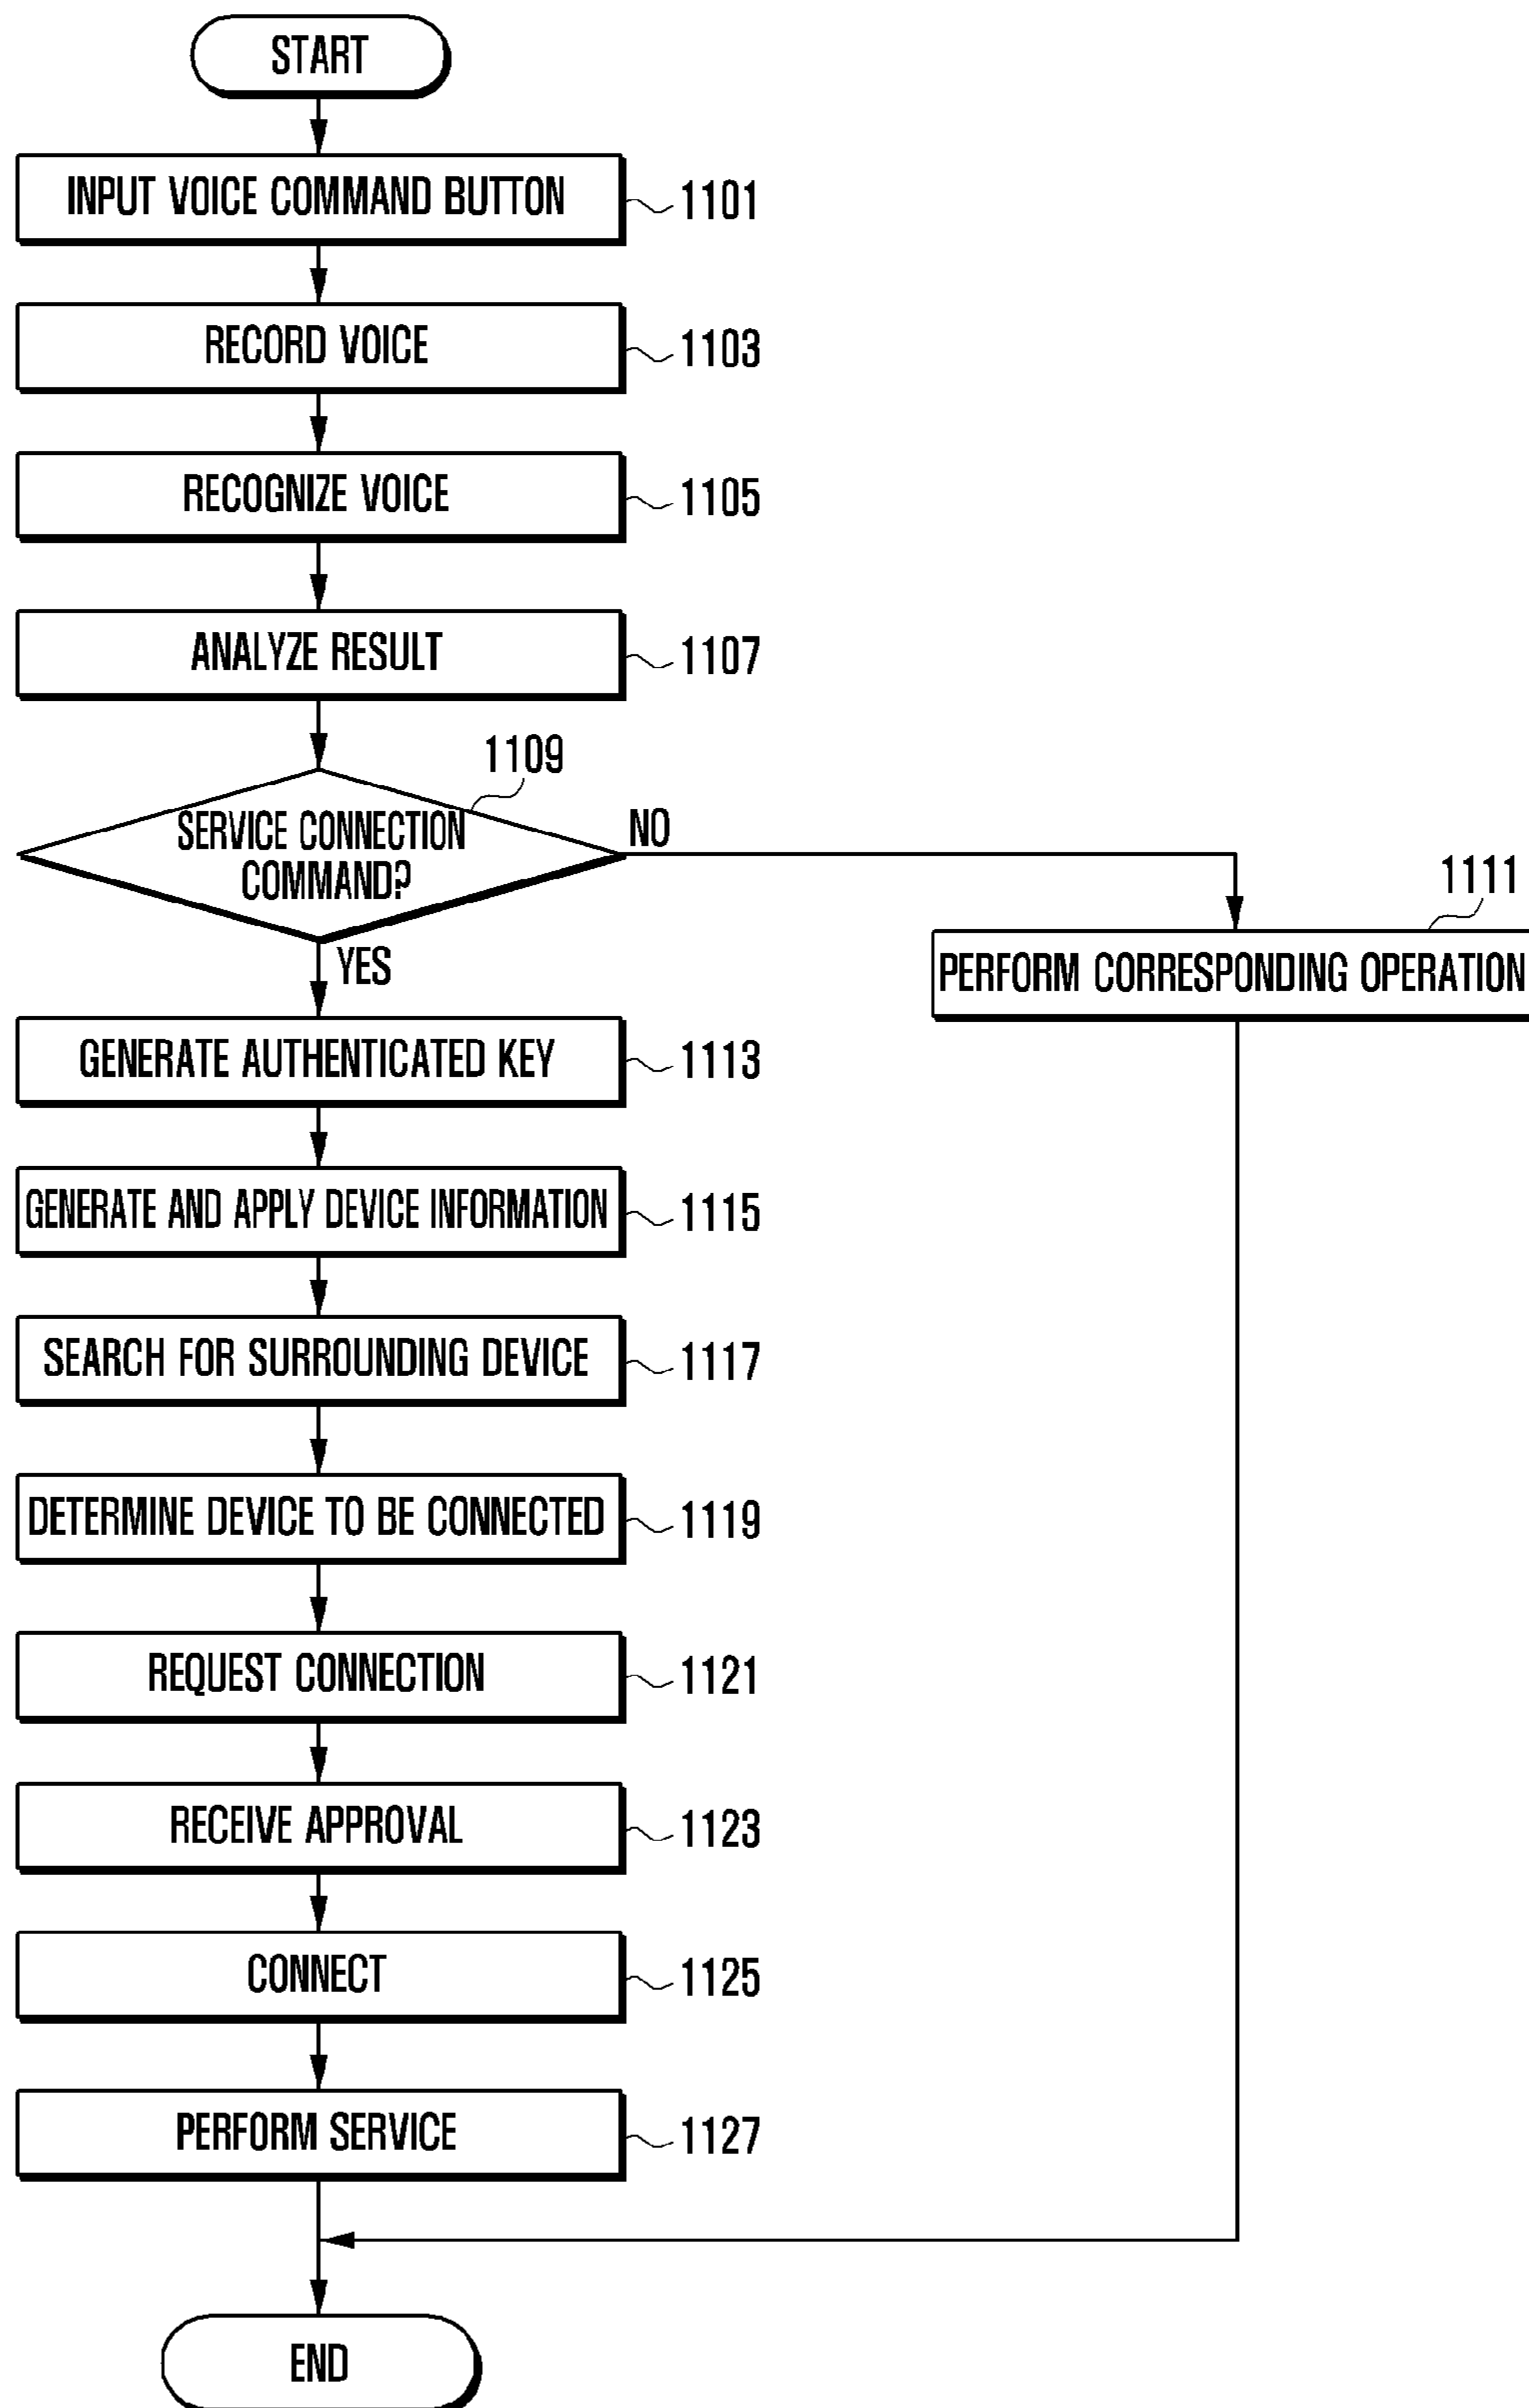 START
INPUT VOICE COMMAND BUTTON
1101
RECORD VOICE
1103
RECOGNIZE VOICE
1105
ANALYZE RESULT
1107
1109
SERVICE CONNECTION
COMMAND?
NO
YES
1111
PERFORM CORRESPONDING OPERATION
GENERATE AUTHENTICATED KEY
1113
GENERATE AND APPLY DEVICE INFORMATION
1115
SEARCH FOR SURROUNDING DEVICE
1117
DETERMINE DEVICE TO BE CONNECTED
1119
REQUEST CONNECTION
1121
RECEIVE APPROVAL
1123
CONNECT
1125
PERFORM SERVICE
1127
END